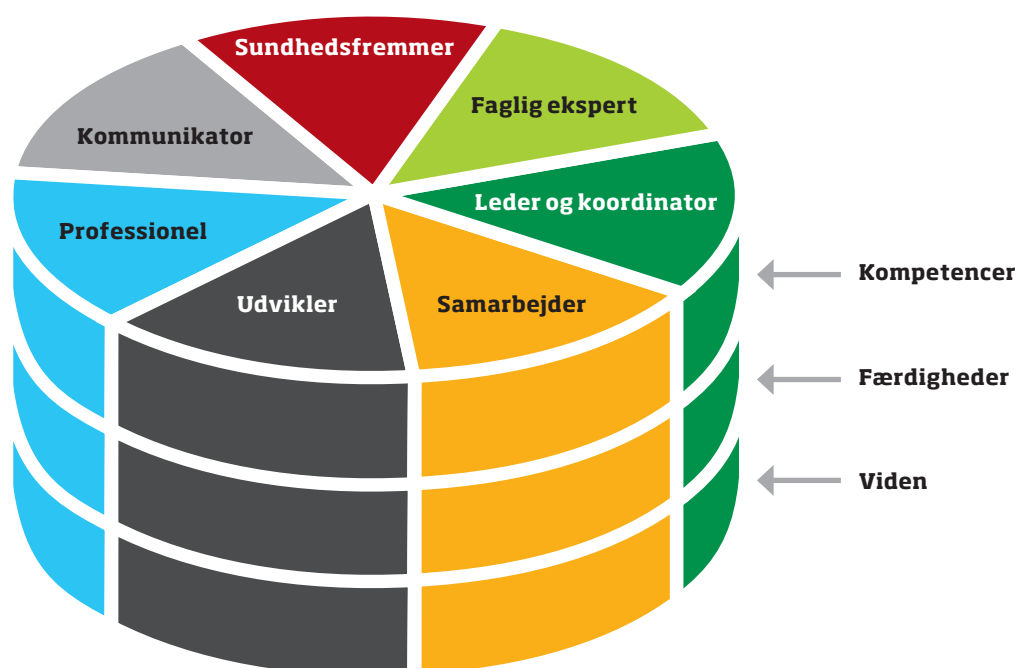 Sundhedsfremmer
Faglig ekspert
Kommunikator
Leder og koordinator
Professionel
Udvikler
Samarbejder
Kompetencer
Færdigheder
Viden